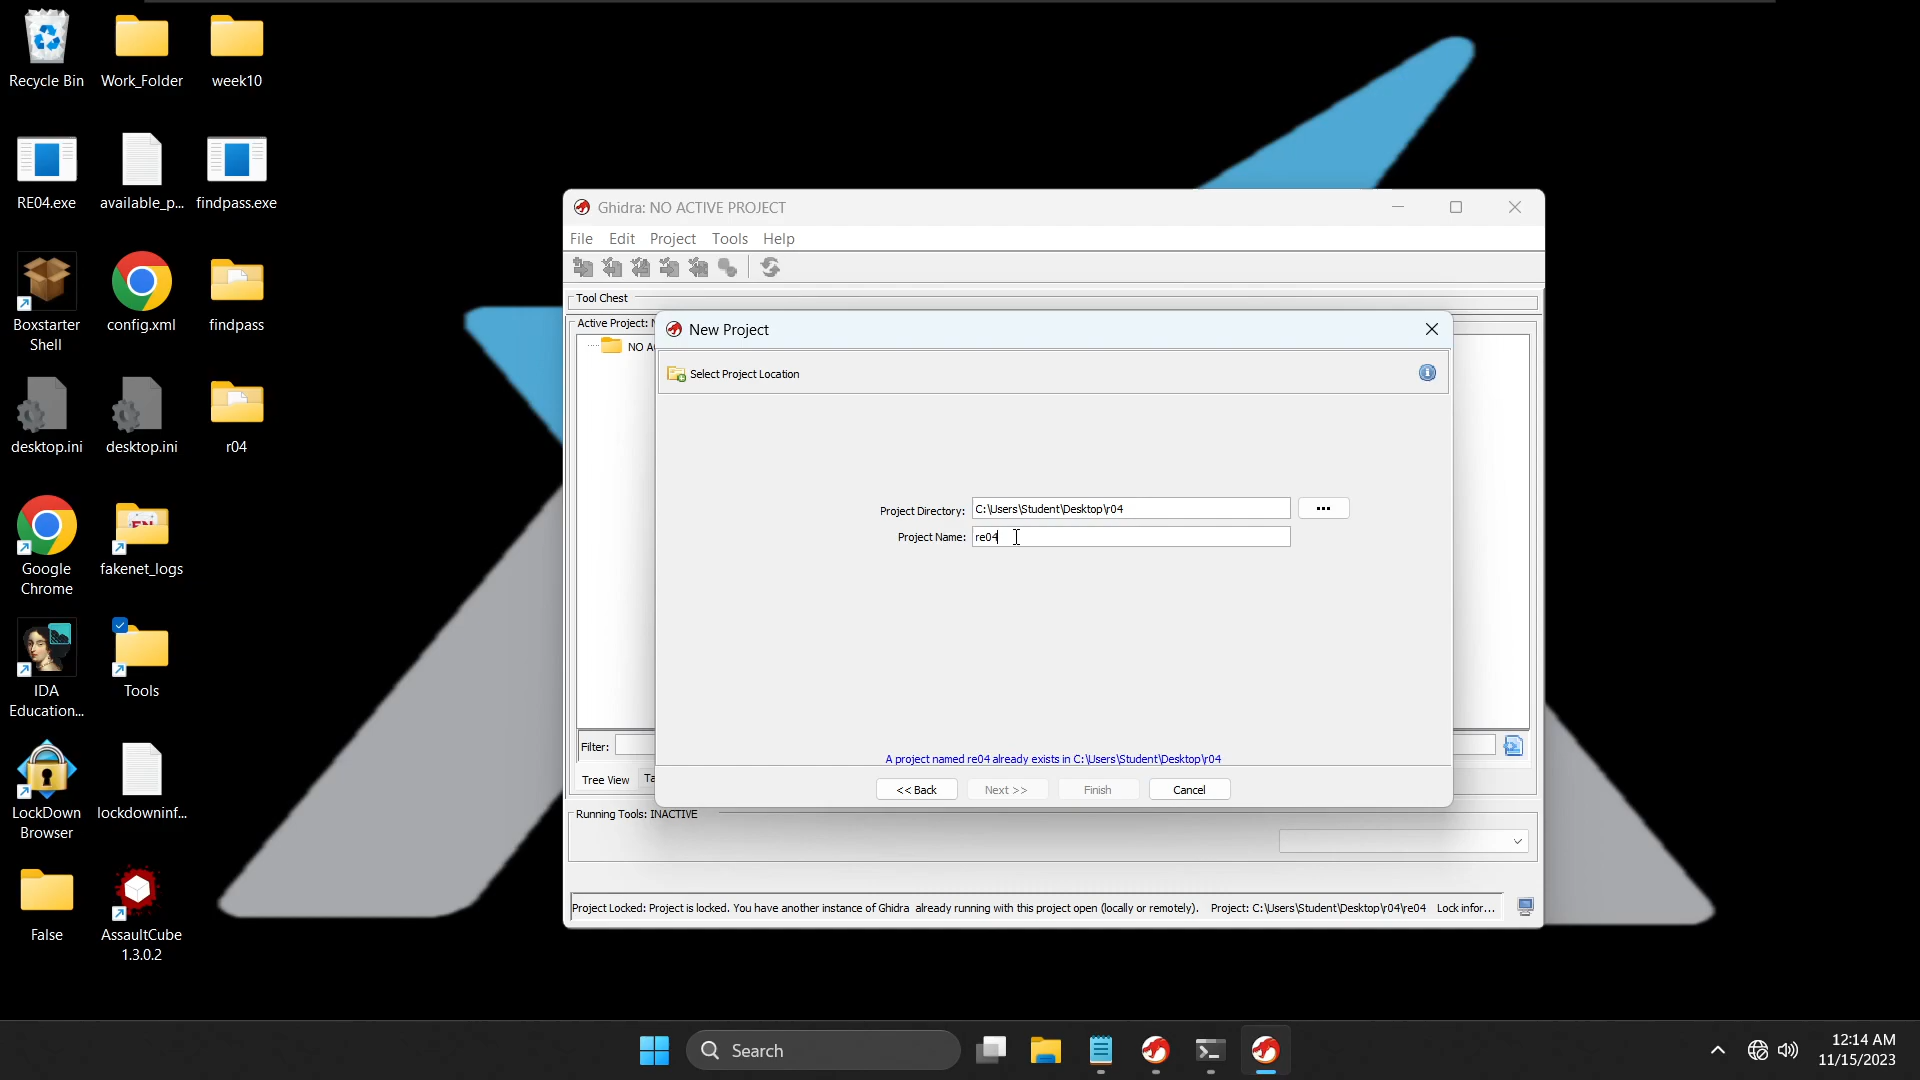 Recycle Bin
Work_Folder
week10
RE04.exe
available_p...
findpass.exe
Boxstarter
Shell
config.xml
findpass
desktop.ini
desktop.ini
r04
Google
Chrome
fakenet_logs
IDA
Education...
Tools
LockDown
Browser
lockdowninf...
False
AssaultCube
1.3.0.2
Ghidra: NO ACTIVE PROJECT
File Edit Project Tools Help
Tool Chest
Active Project: N
NO A
New Project
Select Project Location
Project Directory: C:\Users\Student\Desktop\r04 ...
Project Name: re04
A project named re04 already exists in C:\Users\Student\Desktop\r04
<< Back Next >> Finish Cancel
Filter:
Tree View Ta
Running Tools: INACTIVE
Project Locked: Project is locked. You have another instance of Ghidra already running with this project open (locally or remotely). Project: C:\Users\Student\Desktop\r04\re04 Lock infor...
Search
12:14 AM
11/15/2023